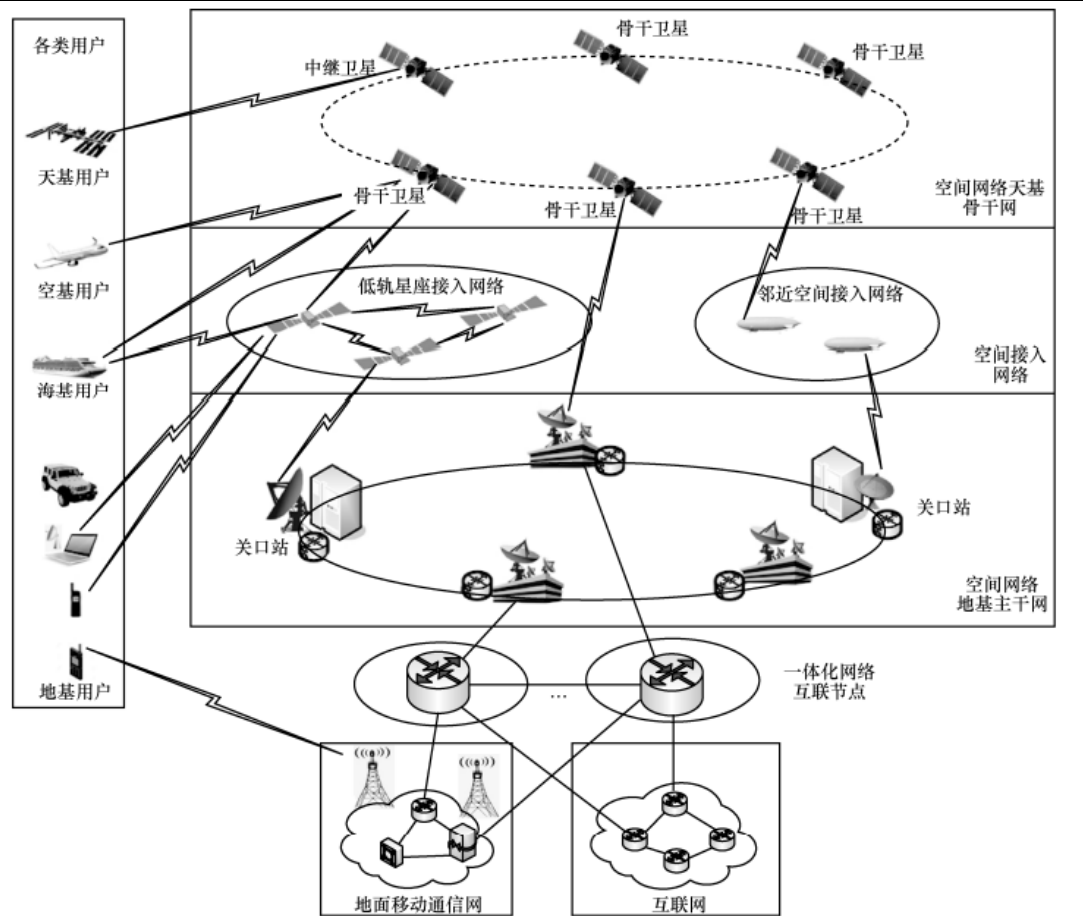 各类用户
天基用户
空基用户
海基用户
地基用户
中继卫星
骨干卫星
骨干卫星
骨干卫星
骨干卫星
骨干卫星
空间网络天基
骨干网
低轨星座接入网络
邻近空间接入网络
空间接入
网络
关口站
关口站
空间网络
地基主干网
一体化网络
互联节点
…
地面移动通信网
互联网